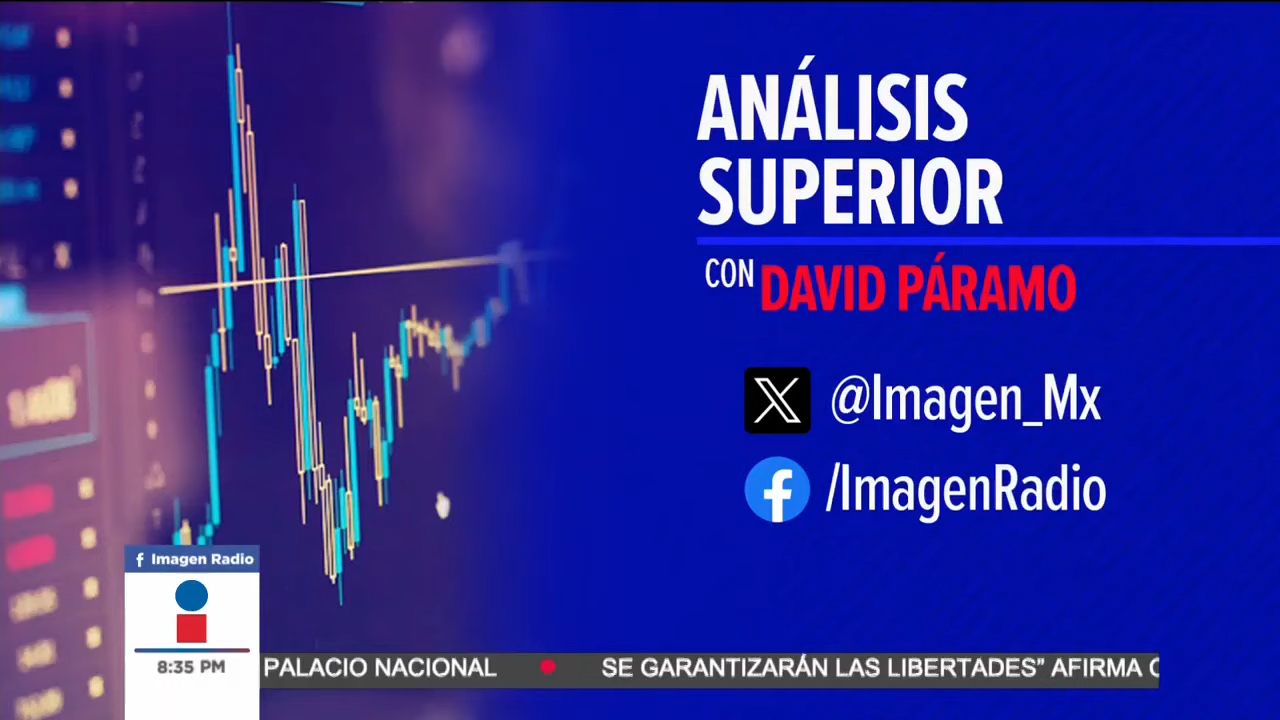 ANÁLISIS
SUPERIOR
CON DAVID PÁRAMO
@Imagen_Mx
/ImagenRadio
f Imagen Radio
8:35 PM
PALACIO NACIONAL
SE GARANTIZARÁN LAS LIBERTADES” AFIRMA